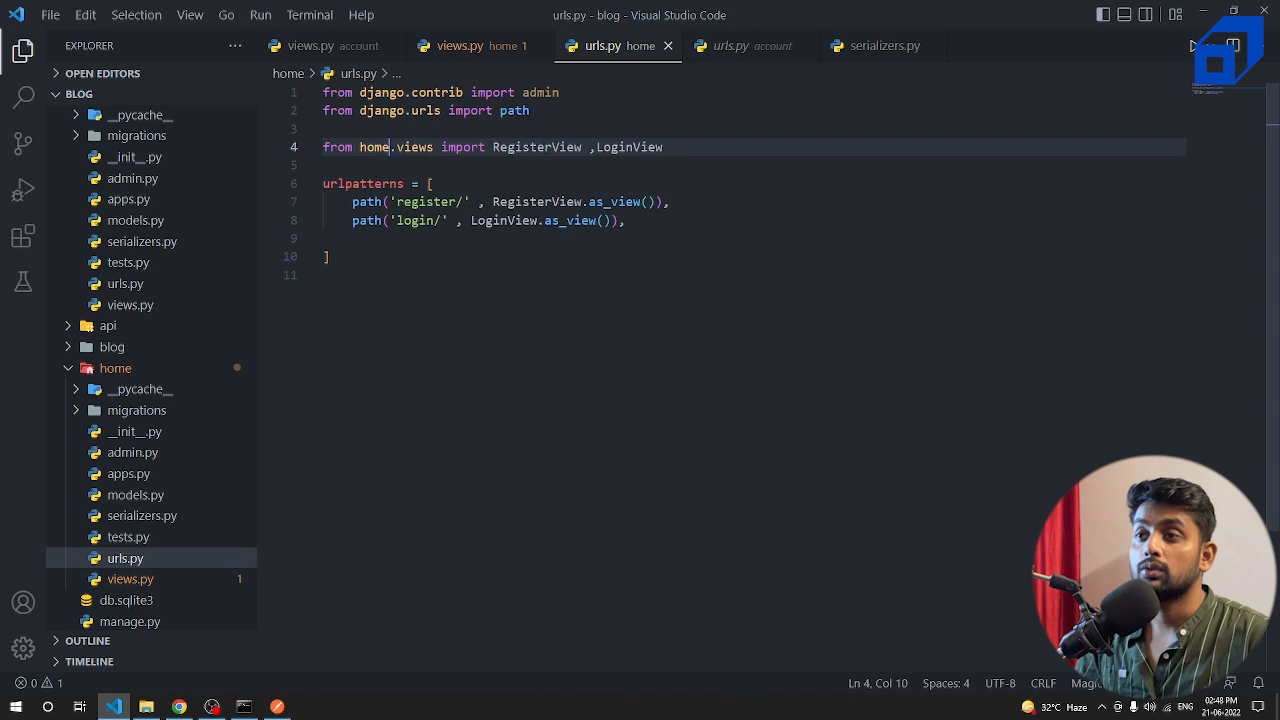 File Edit Selection View Go Run Terminal Help
urls.py - blog - Visual Studio Code
EXPLORER
views.py account
views.py home 1
urls.py home
urls.py account
serializers.py
OPEN EDITORS
home > urls.py > ...
BLOG
__pycache__
migrations
__init__.py
admin.py
apps.py
models.py
serializers.py
tests.py
urls.py
views.py
api
blog
home
__pycache__
migrations
__init__.py
admin.py
apps.py
models.py
serializers.py
tests.py
urls.py
views.py 1
db.sqlite3
manage.py
OUTLINE
TIMELINE
1 from django.contrib import admin
2 from django.urls import path
3
4 from home.views import RegisterView ,LoginView
5
6 urlpatterns = [
7 path('register/' , RegisterView.as_view()),
8 path('login/' , LoginView.as_view()),
9
10 ]
11
0 1
Ln 4, Col 10 Spaces: 4 UTF-8 CRLF
32°C Haze
ENG
02:48 PM
21-06-2022